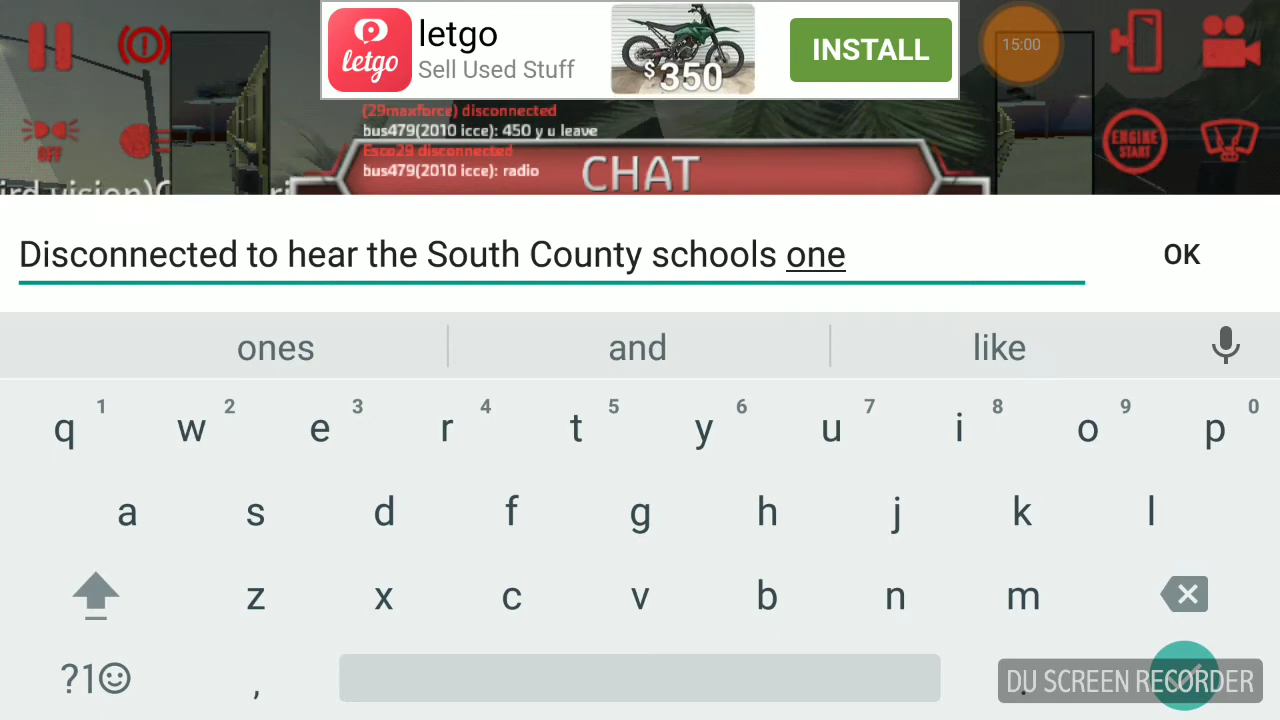 letgo
letgo
Sell Used Stuff
$350
INSTALL
15:00
(29maxforce) disconnected
bus479(2010 icce): 450 y u leave
Esco29 disconnected
bus479(2010 icce): radio
CHAT
OFF
ENGINE
START
Disconnected to hear the South County schools one
OK
ones and like
1 2 3 4 5 6 7 8 9 0
q w e r t y u i o p
a s d f g h j k l
z x c v b n m
?1 , .
DU SCREEN RECORDER